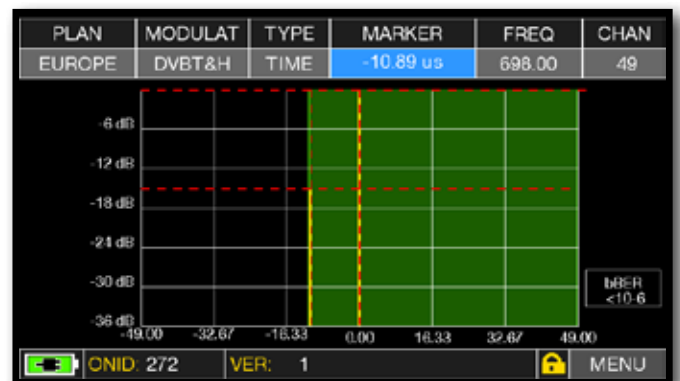 PLAN MODULAT TYPE MARKER FREQ CHAN
EUROPE DVBT&H TIME -10.89 us 698.00 49
-6 dB
-12 dB
-18 dB
-24 dB
-30 dB
bBER
<10-6
-36 dB
-49.00 -32.67 -16.33 0.00 16.33 32.67 49.00
ONID: 272 VER: 1 MENU